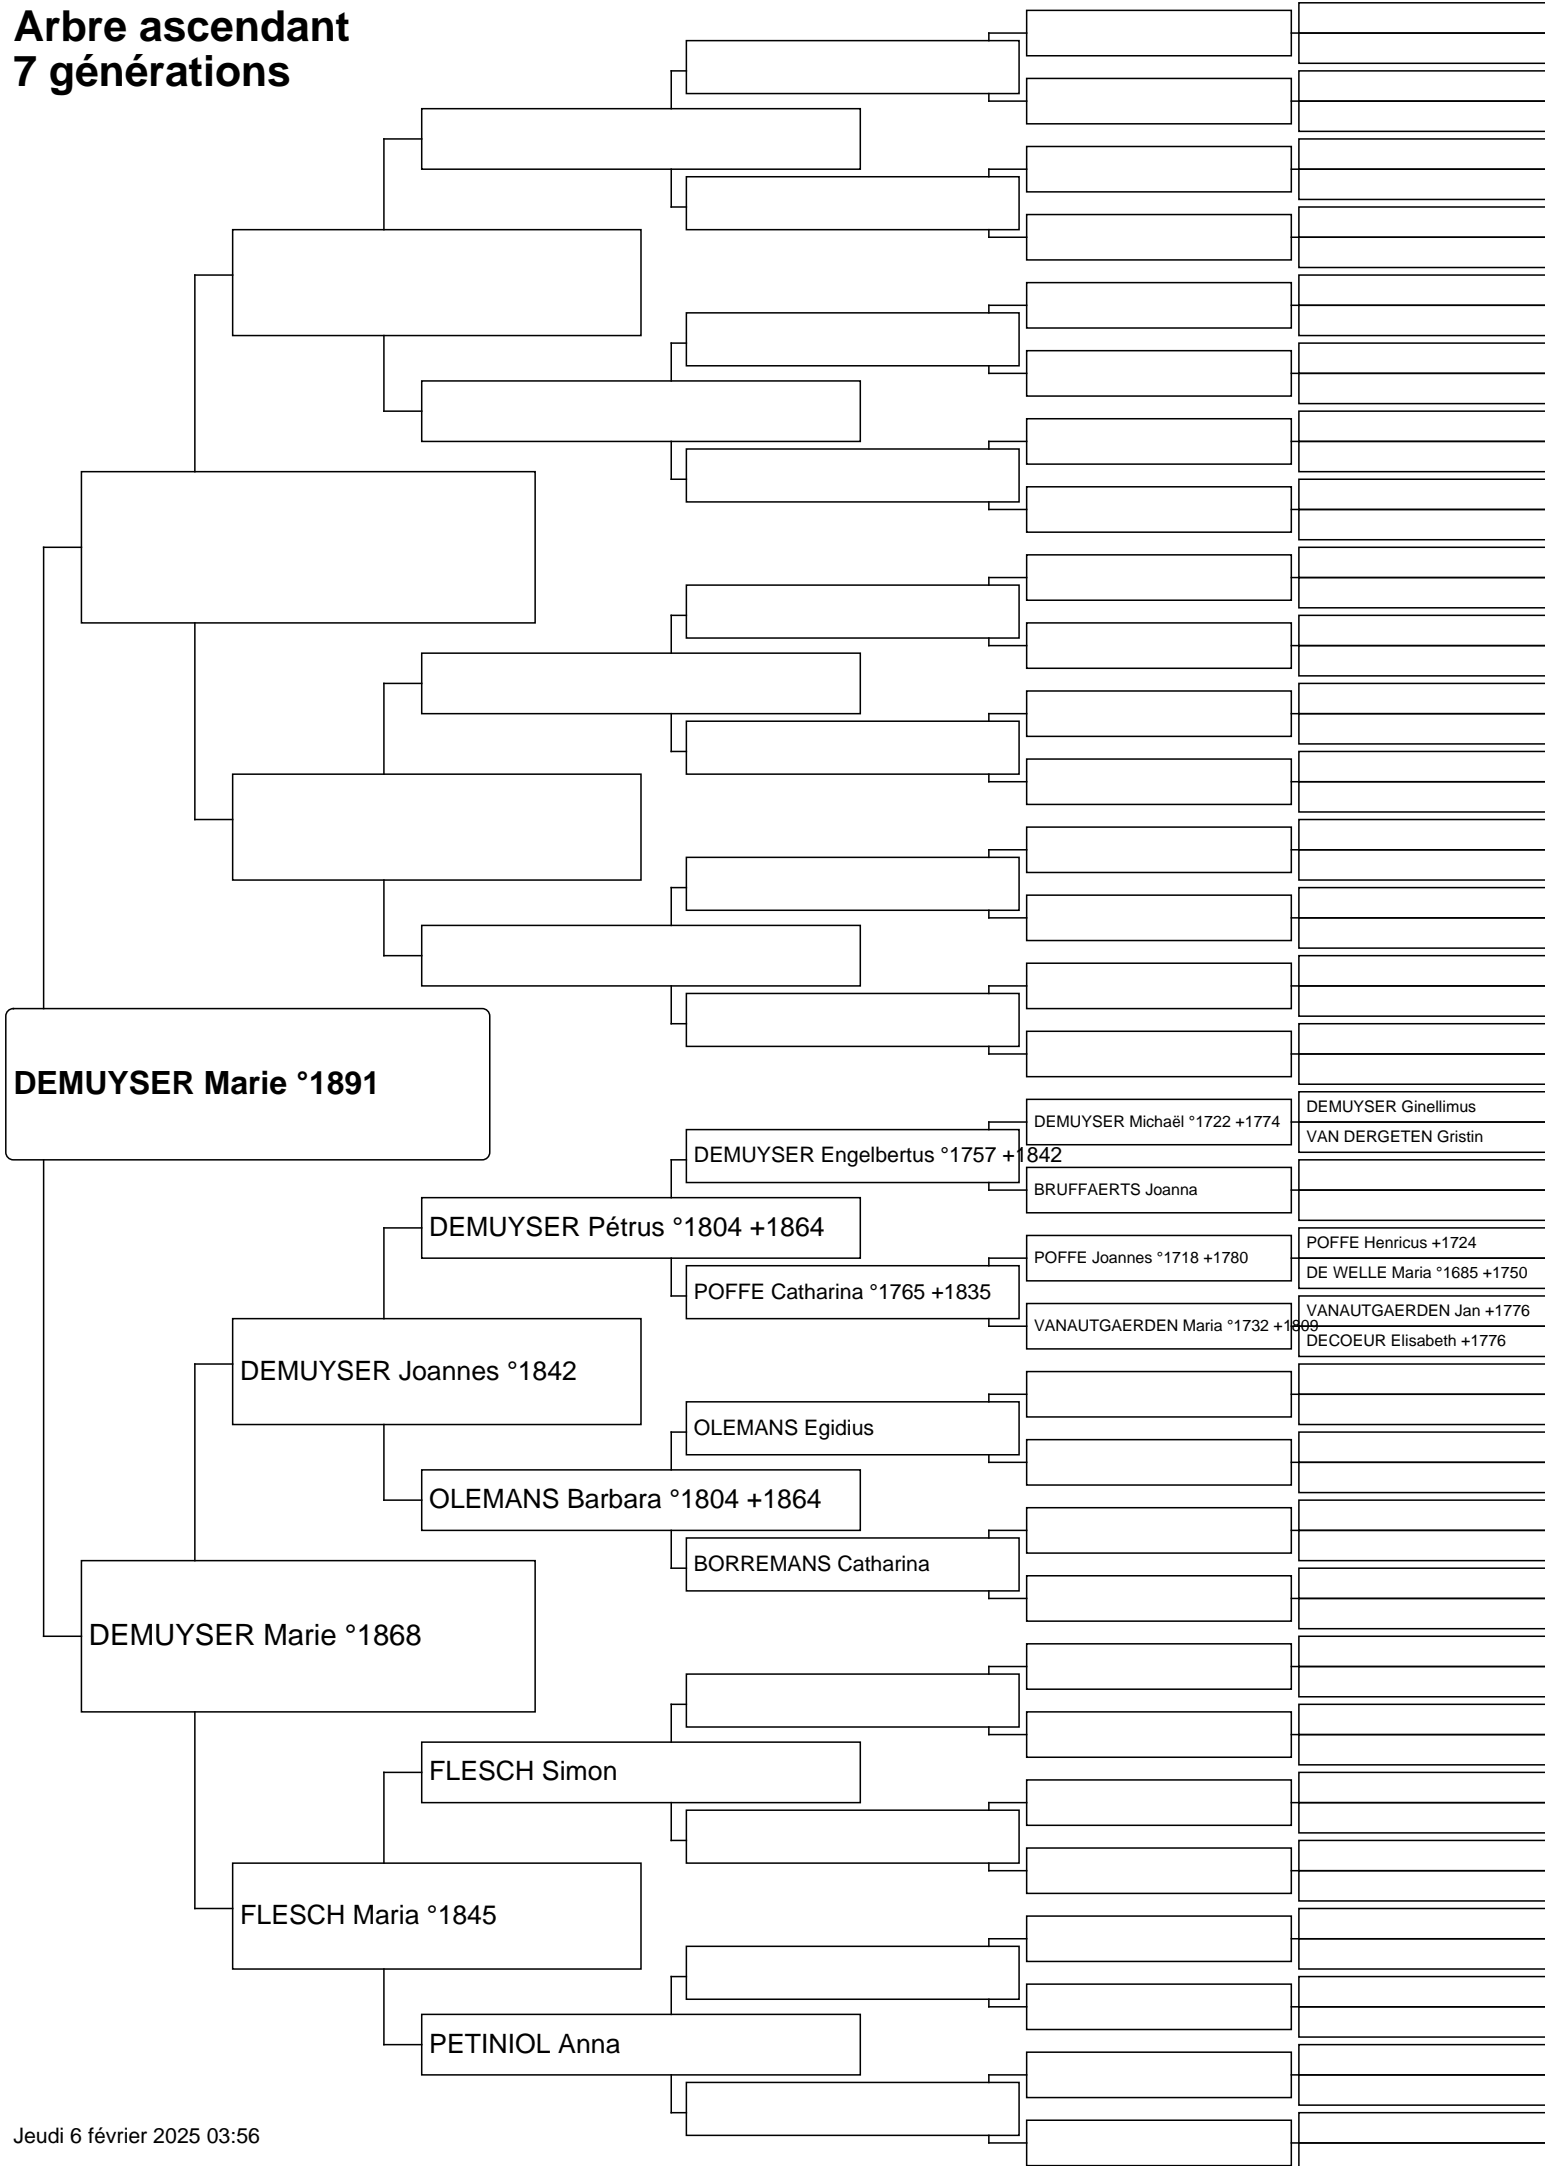 Arbre ascendant
7 générations
DEMUYSER Marie °1891
DEMUYSER Michaël °1722 +1774
DEMUYSER Ginellimus
VAN DERGETEN Gristin
DEMUYSER Engelbertus °1757 +1842
BRUFFAERTS Joanna
DEMUYSER Pétrus °1804 +1864
POFFE Joannes °1718 +1780
POFFE Henricus +1724
DE WELLE Maria °1685 +1750
POFFE Catharina °1765 +1835
VANAUTGAERDEN Maria °1732 +1809
VANAUTGAERDEN Jan +1776
DECOEUR Elisabeth +1776
DEMUYSER Joannes °1842
OLEMANS Egidius
OLEMANS Barbara °1804 +1864
BORREMANS Catharina
DEMUYSER Marie °1868
FLESCH Simon
FLESCH Maria °1845
PETINIOL Anna
Jeudi 6 février 2025 03:56